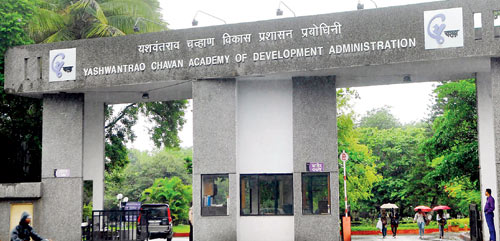 यशवंतराव चव्हाण विकास प्रशासन प्रबोधिनी
YASHWANTRAO CHAVAN ACADEMY OF DEVELOPMENT ADMINISTRATION